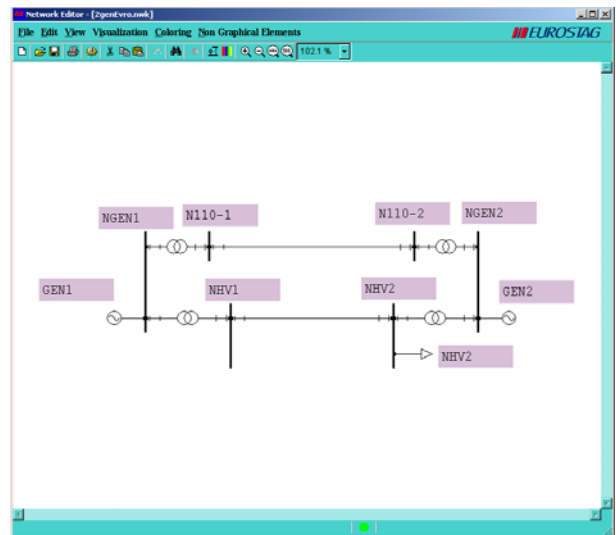 Network Editor - [2genEvro.nwk]
File Edit View Visualization Coloring Non Graphical Elements
EUROSTAG
102.1 %
NGEN1 N110-1 N110-2 NGEN2
GEN1 NHV1 NHV2 GEN2
NHV2